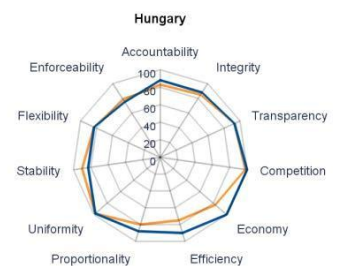 Hungary
Accountability
Enforceability
Integrity
Flexibility
Transparency
Stability
Competition
Uniformity
Economy
Proportionality
Efficiency
100
80
60
40
20
0